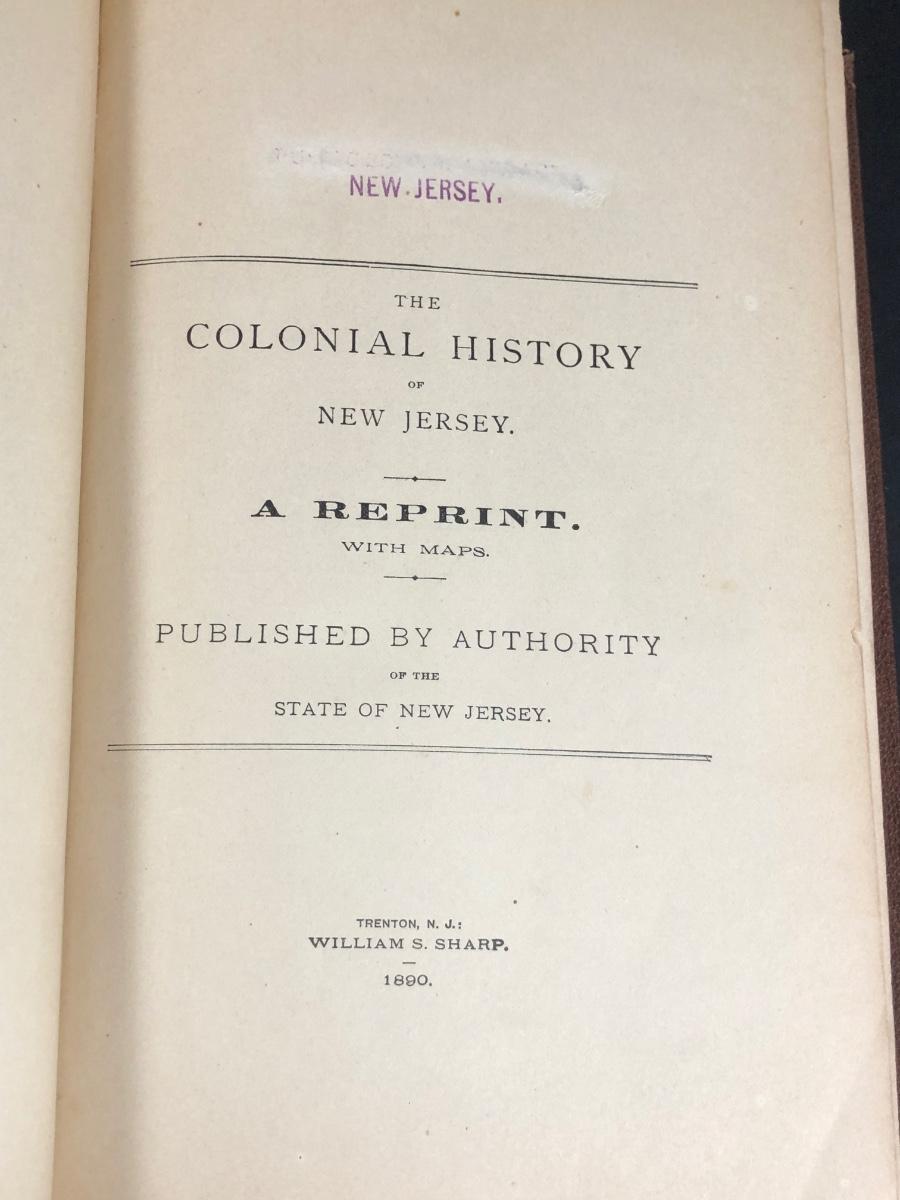 NEW JERSEY.
THE
COLONIAL HISTORY
OF
NEW JERSEY.
A REPRINT.
WITH MAPS.
PUBLISHED BY AUTHORITY
OF THE
STATE OF NEW JERSEY.
TRENTON, N. J.:
WILLIAM S. SHARP.
1890.